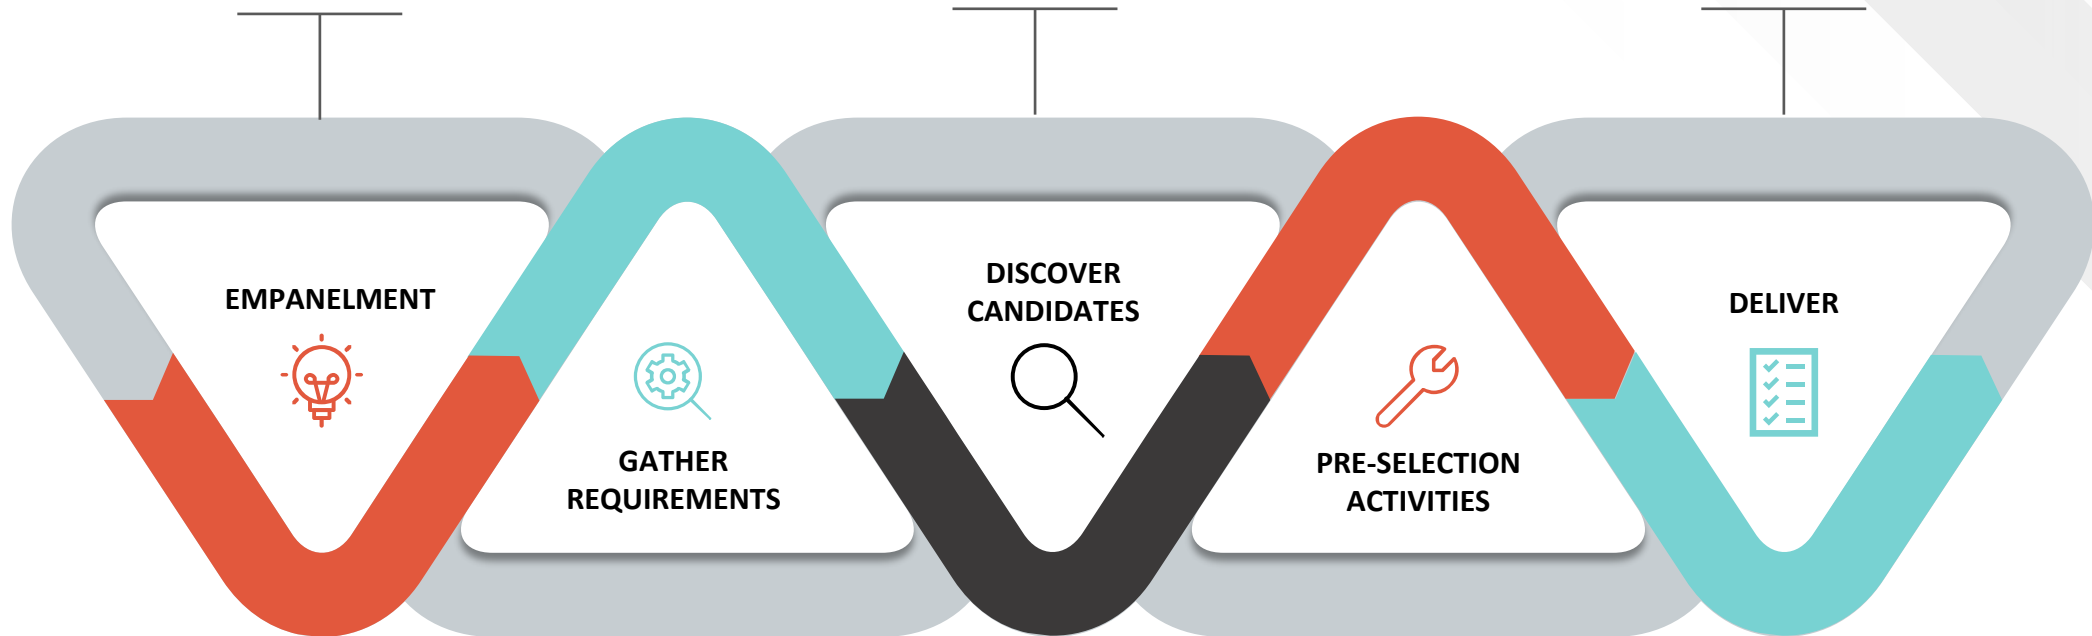 EMPANELMENT
GATHER
REQUIREMENTS
DISCOVER
CANDIDATES
PRE-SELECTION
ACTIVITIES
DELIVER